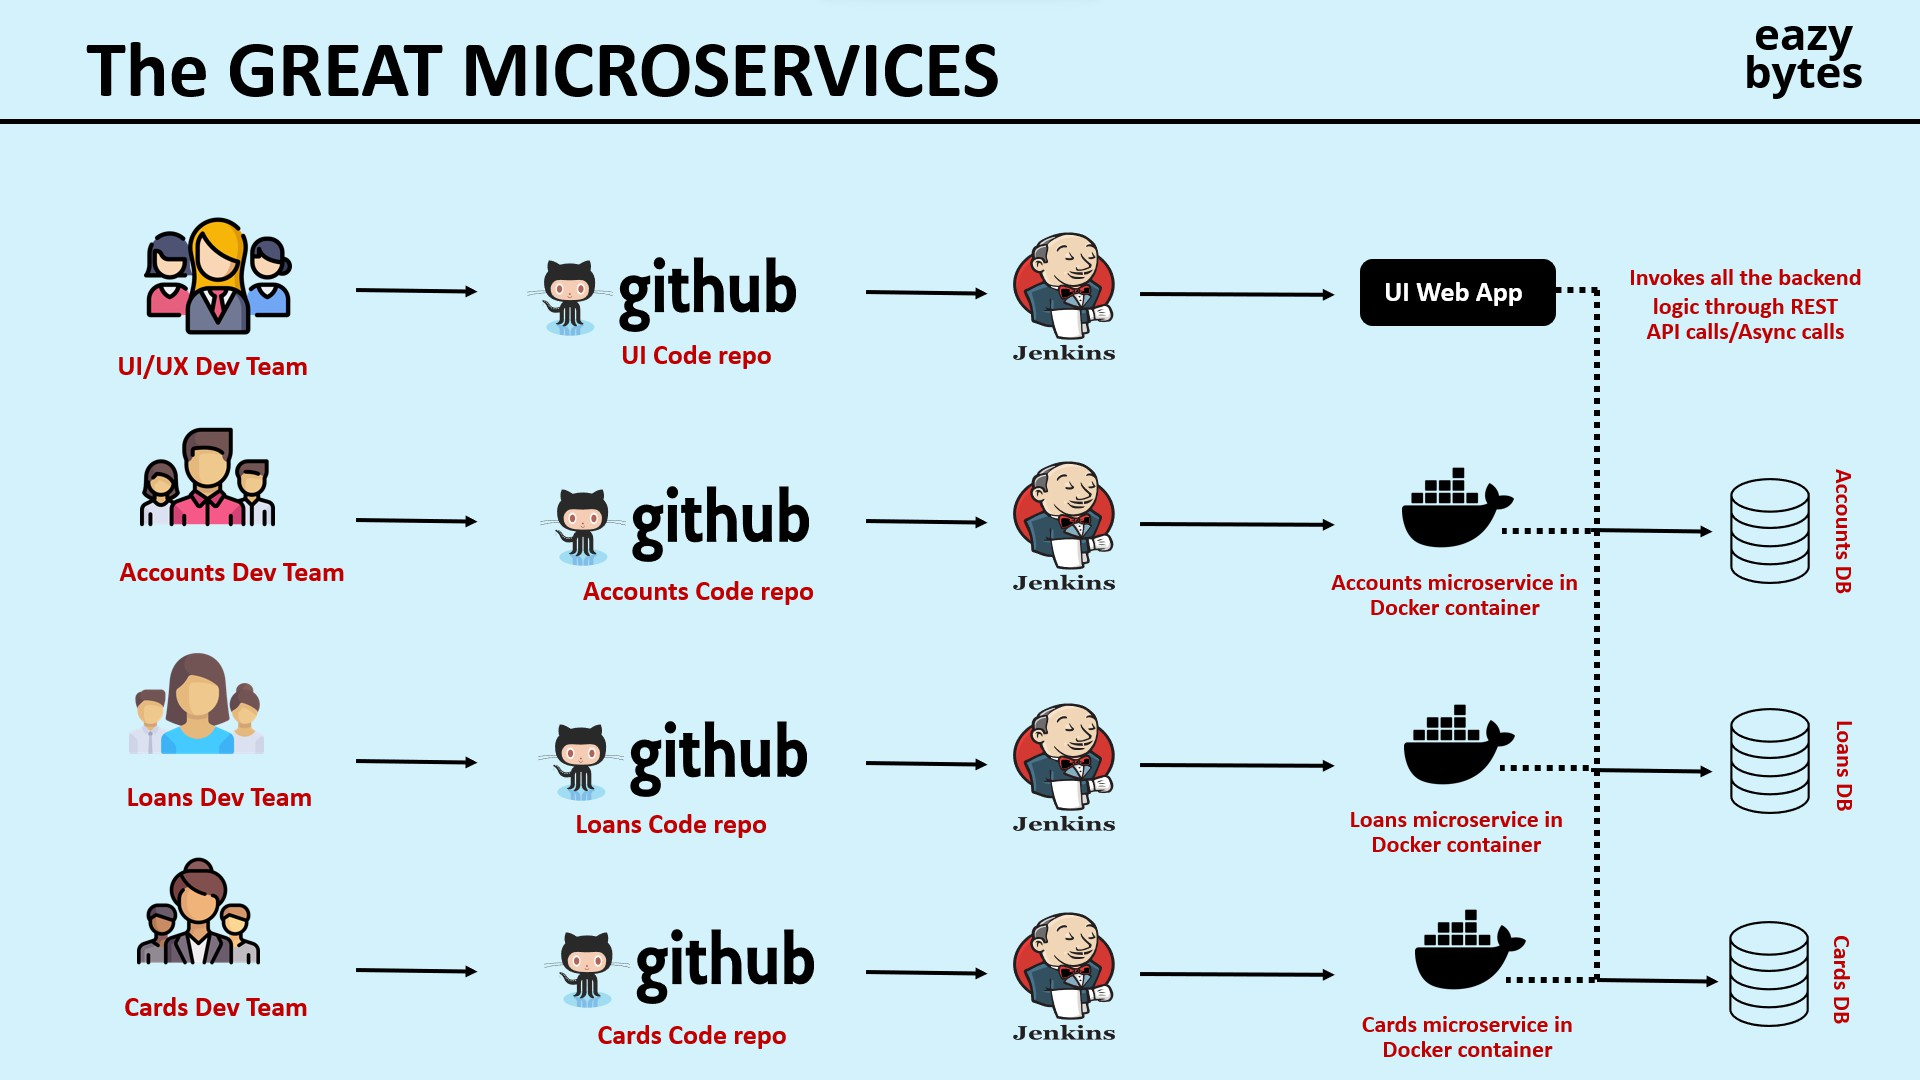 The GREAT MICROSERVICES
eazy
bytes
github
Jenkins
UI Web App
Invokes all the backend
logic through REST
API calls/Async calls
UI/UX Dev Team
UI Code repo
github
Jenkins
Accounts DB
Accounts Dev Team
Accounts Code repo
Accounts microservice in
Docker container
github
Jenkins
Loans DB
Loans Dev Team
Loans Code repo
Loans microservice in
Docker container
github
Jenkins
Cards DB
Cards Dev Team
Cards Code repo
Cards microservice in
Docker container